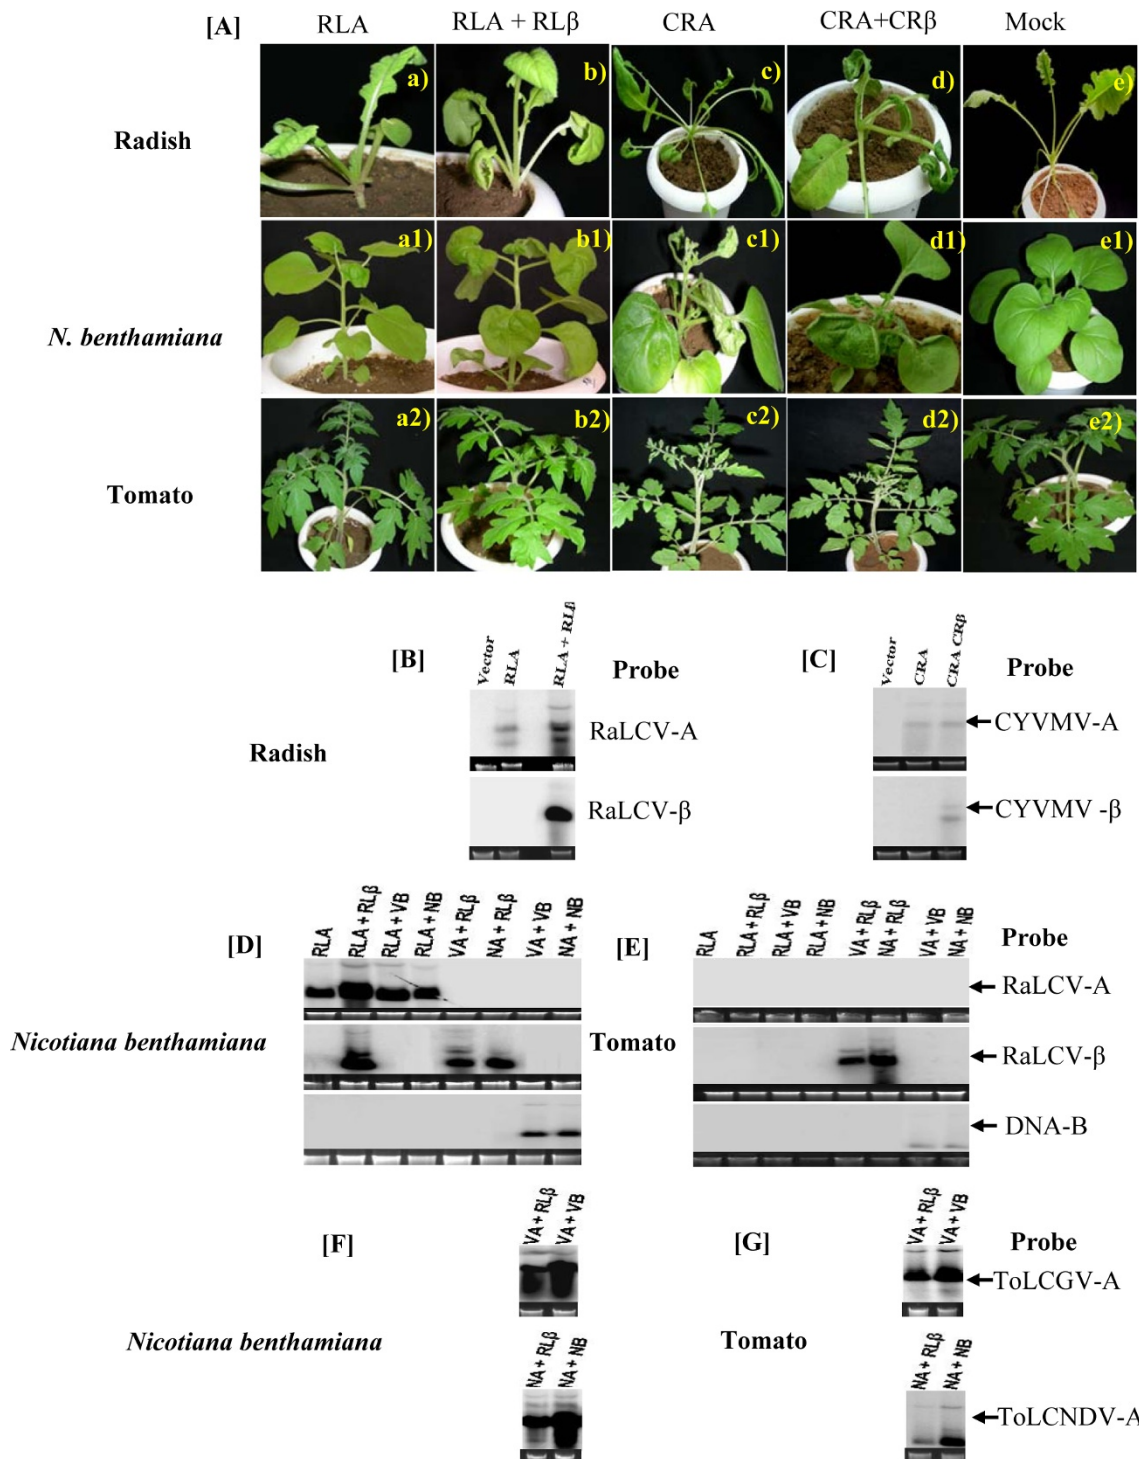 [A] RLA RLA + RLβ CRA CRA+CRβ Mock
Radish a) b) c) d) e)
N. benthamiana a1) b1) c1) d1) e1)
Tomato a2) b2) c2) d2) e2)
[B] Vector RLA RLA + RLβ Probe [C] Vector CRA CRA CRβ Probe
RaLCV-A CYVMV-A
Radish
RaLCV-β CYVMV -β
[D] RLA RLA + RLβ RLA + VB RLA + NB VA + RLβ NA + RLβ VA + VB NA + NB [E] RLA RLA + RLβ RLA + VB RLA + NB VA + RLβ NA + RLβ VA + VB NA + NB Probe
RaLCV-A
Nicotiana benthamiana Tomato RaLCV-β
DNA-B
[F] VA + RLβ VA + VB [G] VA + RLβ VA + VB Probe
ToLCGV-A
Nicotiana benthamiana Tomato
NA + RLβ NA + NB NA + RLβ NA + NB
ToLCNDV-A